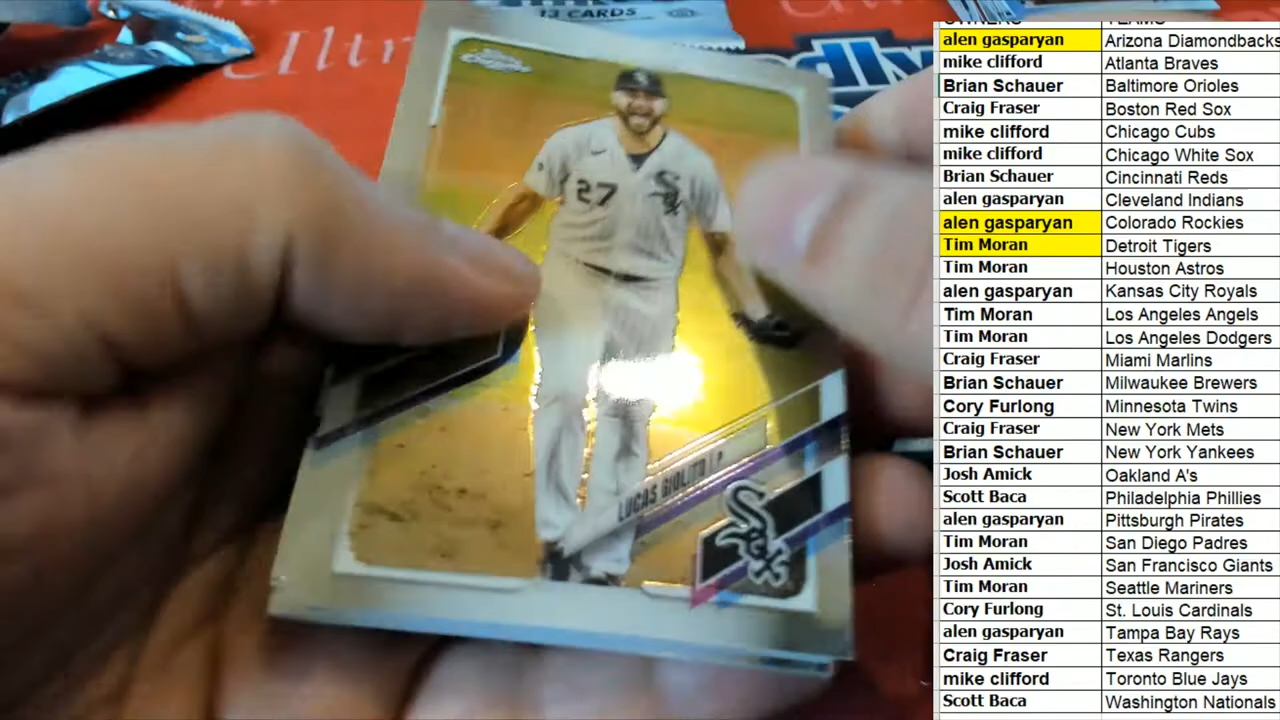 13 CARDS
Ultra
Chrome
27
Sox
LUCAS GIOLITO | P
Sox
OWNERS TEAMS
alen gasparyan Arizona Diamondbacks
mike clifford Atlanta Braves
Brian Schauer Baltimore Orioles
Craig Fraser Boston Red Sox
mike clifford Chicago Cubs
mike clifford Chicago White Sox
Brian Schauer Cincinnati Reds
alen gasparyan Cleveland Indians
alen gasparyan Colorado Rockies
Tim Moran Detroit Tigers
Tim Moran Houston Astros
alen gasparyan Kansas City Royals
Tim Moran Los Angeles Angels
Tim Moran Los Angeles Dodgers
Craig Fraser Miami Marlins
Brian Schauer Milwaukee Brewers
Cory Furlong Minnesota Twins
Craig Fraser New York Mets
Brian Schauer New York Yankees
Josh Amick Oakland A's
Scott Baca Philadelphia Phillies
alen gasparyan Pittsburgh Pirates
Tim Moran San Diego Padres
Josh Amick San Francisco Giants
Tim Moran Seattle Mariners
Cory Furlong St. Louis Cardinals
alen gasparyan Tampa Bay Rays
Craig Fraser Texas Rangers
mike clifford Toronto Blue Jays
Scott Baca Washington Nationals